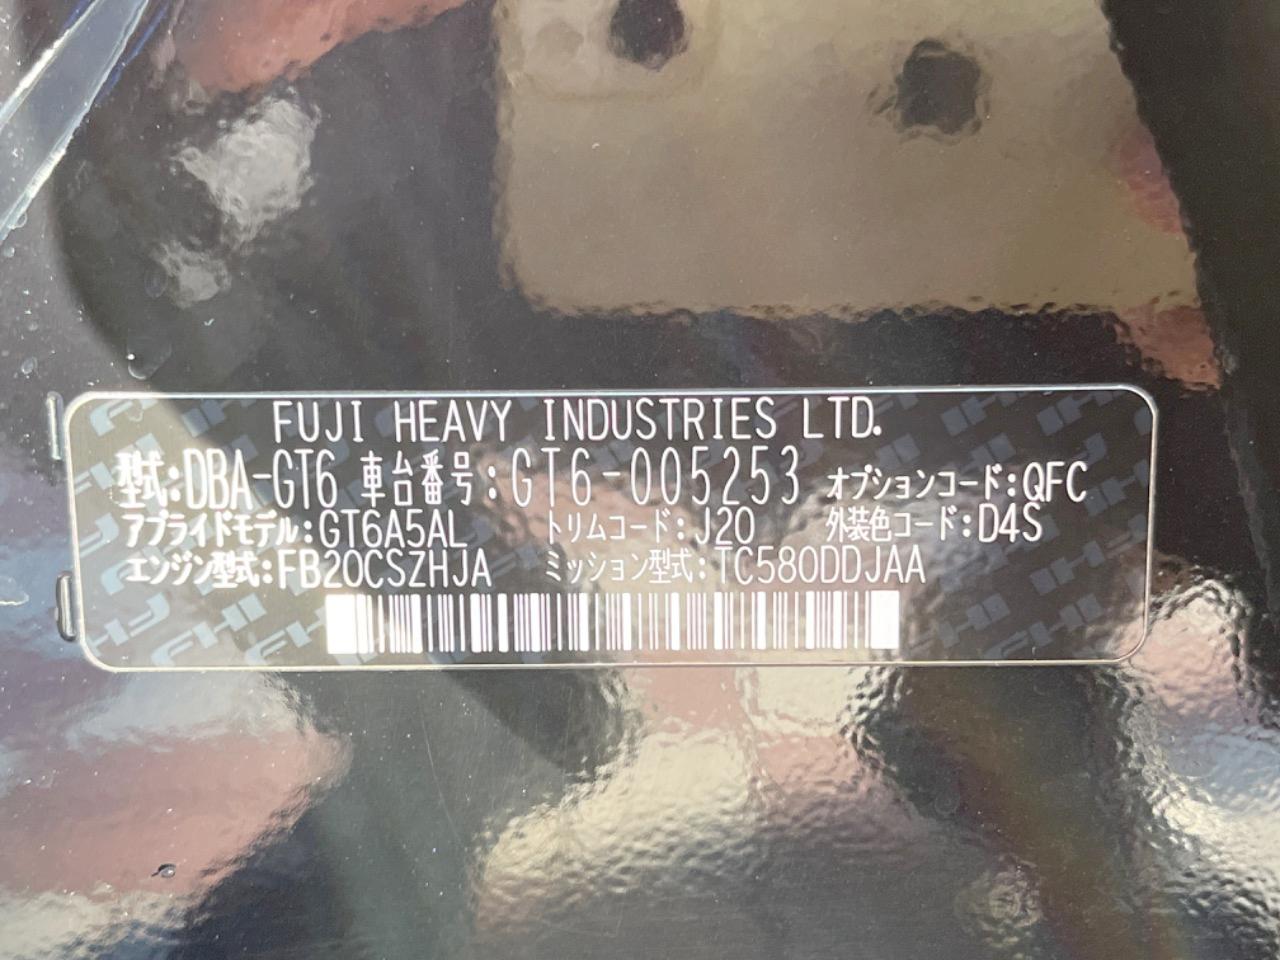 FUJI HEAVY INDUSTRIES LTD.
型式:DBA-GT6 車台番号:GT6-005253 オプションコード:QFC
アプライドモデル:GT6A5AL トリムコード:J20 外装色コード:D4S
エンジン型式:FB20CSZHJA ミッション型式:TC580DDJAA